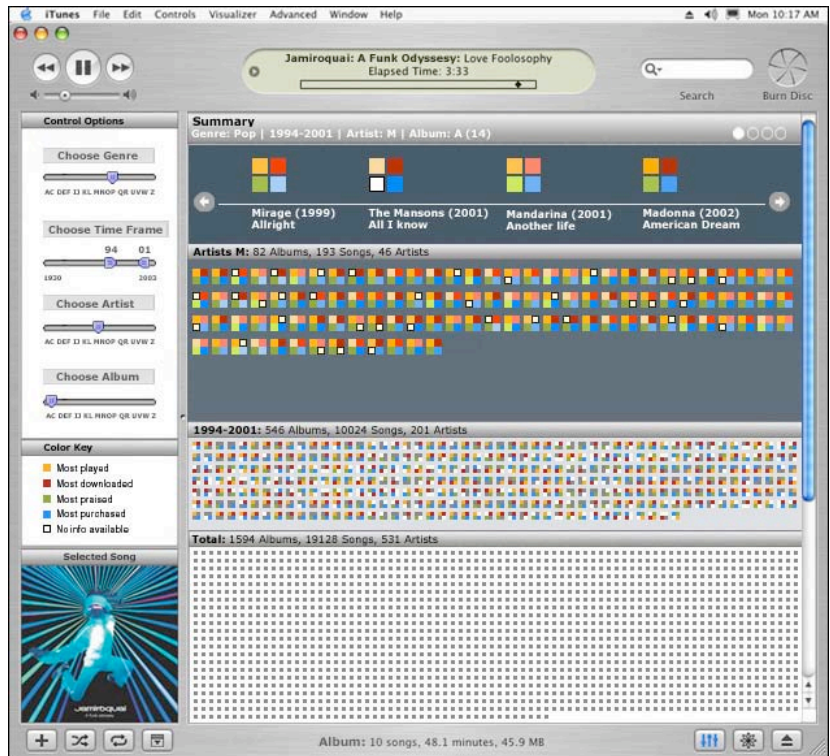 iTunes File Edit Controls Visualizer Advanced Window Help Mon 10:17 AM
Jamiroquai: A Funk Odyssesy: Love Foolosophy
Elapsed Time: 3:33
Search Burn Disc
Control Options
Choose Genre
AC DEF IJ KL MNOP QR UVW Z
Choose Time Frame
94 01
1920 2003
Choose Artist
AC DEF IJ KL MNOP QR UVW Z
Choose Album
AC DEF IJ KL MNOP QR UVW Z
Color Key
Most played
Most downloaded
Most praised
Most purchased
No info available
Selected Song
jamiroquai
Summary
Genre: Pop | 1994-2001 | Artist: M | Album: A (14)
Mirage (1999)
Allright
The Mansons (2001)
All I know
Mandarina (2001)
Another life
Madonna (2002)
American Dream
Artists M: 82 Albums, 193 Songs, 46 Artists
1994-2001: 546 Albums, 10024 Songs, 201 Artists
Total: 1594 Albums, 19128 Songs, 531 Artists
Album: 10 songs, 48.1 minutes, 45.9 MB